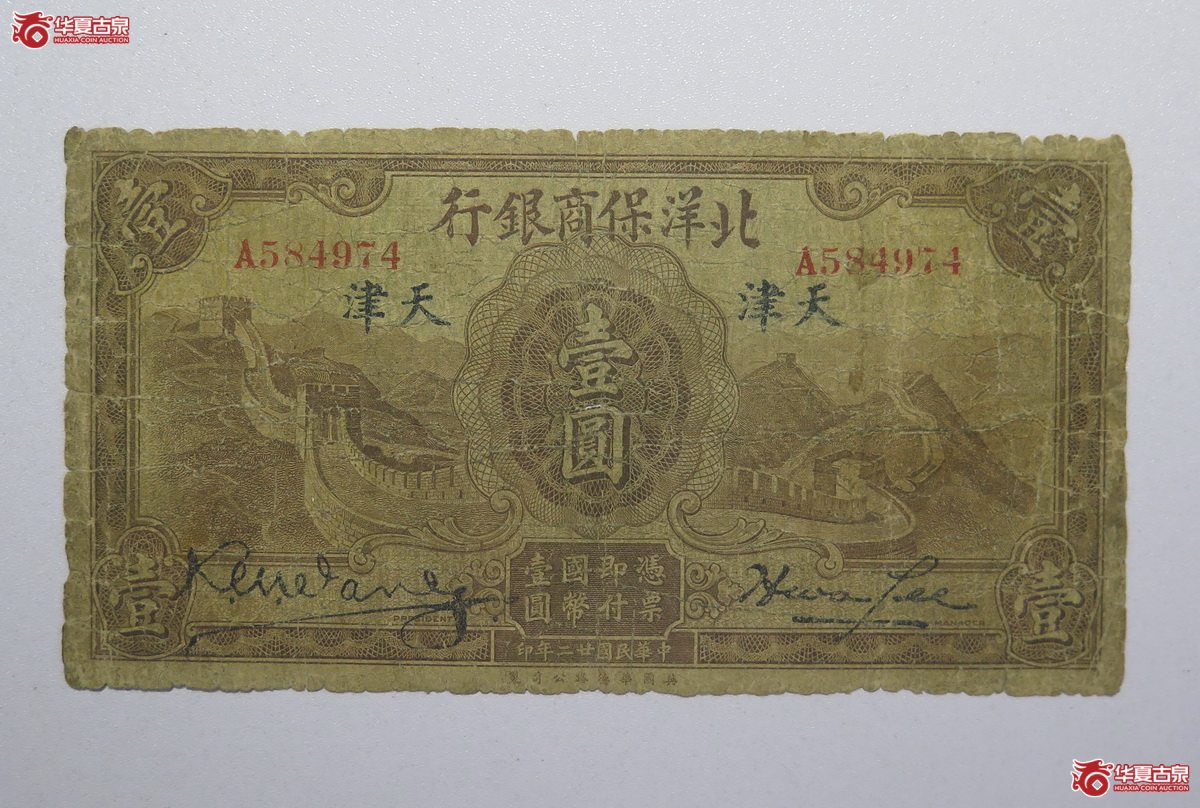 华夏古泉
HUAXIA COIN AUCTION
北洋保商銀行
壹
壹
A584974
A584974
天津
天津
壹圓
憑票即付國幣壹圓
壹
壹
PRESIDENT
Hwa Lee
MANAGER
中華民國廿二年印
华夏古泉
HUAXIA COIN AUCTION